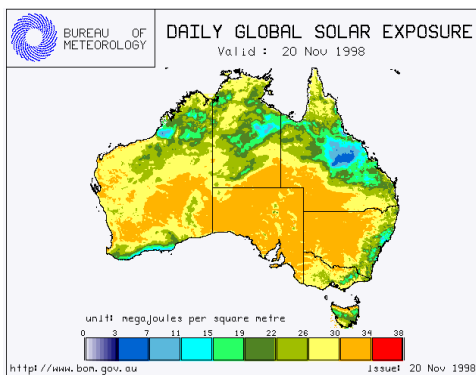 BUREAU OF
METEOROLOGY
DAILY GLOBAL SOLAR EXPOSURE
Valid : 20 Nov 1998
unit: megajoules per square metre
0 3 7 11 15 19 22 26 30 34 38
http://www.bom.gov.au Issue: 20 Nov 1998